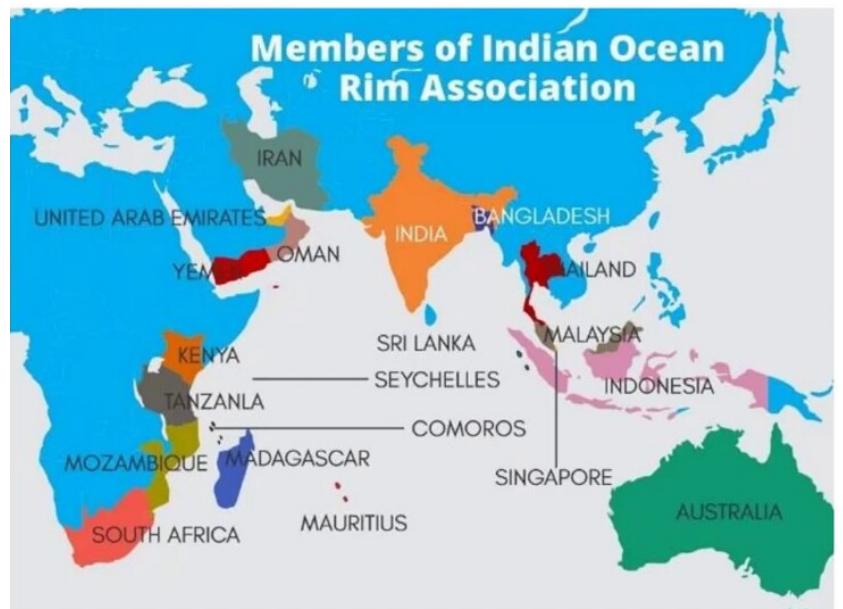 Members of Indian Ocean
Rim Association
IRAN
UNITED ARAB EMIRATES
OMAN
YEMEN
INDIA
BANGLADESH
THAILAND
SRI LANKA
MALAYSIA
KENYA
SEYCHELLES
TANZANLA
INDONESIA
COMOROS
MOZAMBIQUE
MADAGASCAR
SINGAPORE
MAURITIUS
AUSTRALIA
SOUTH AFRICA